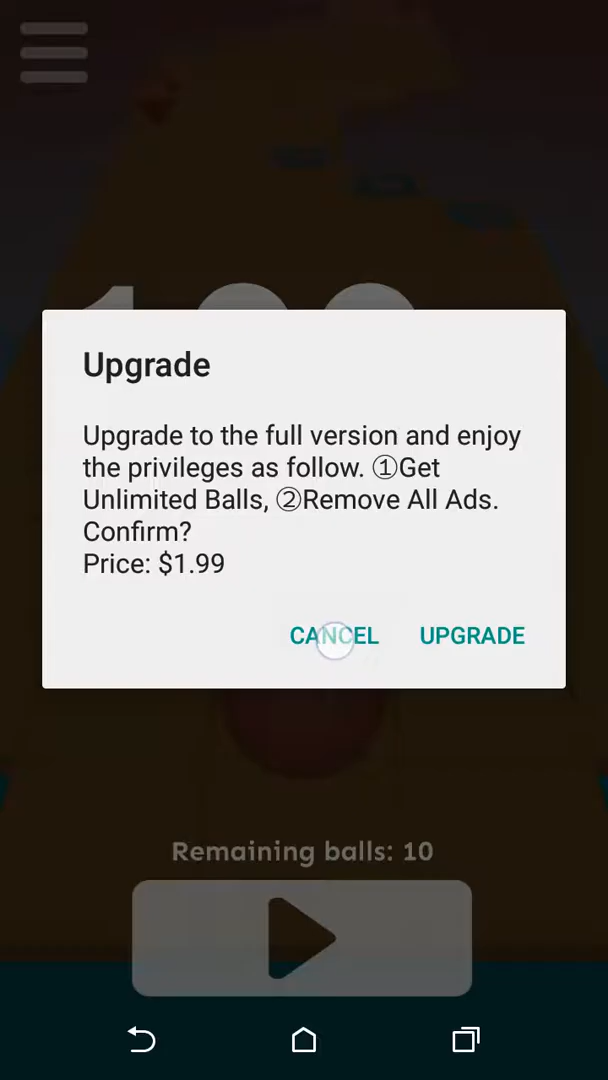 Upgrade
Upgrade to the full version and enjoy
the privileges as follow. ①Get
Unlimited Balls, ②Remove All Ads.
Confirm?
Price: $1.99
CANCEL UPGRADE
Remaining balls: 10